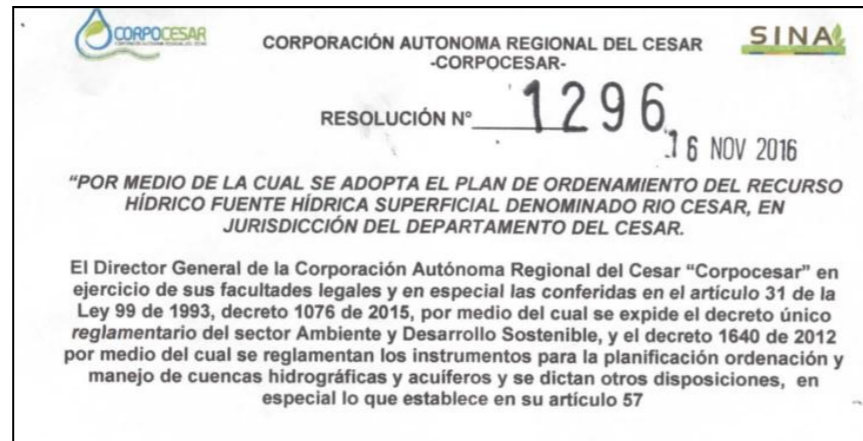 CORPOCESAR
SINA
CORPORACIÓN AUTONOMA REGIONAL DEL CESAR
-CORPOCESAR-
RESOLUCIÓN N° 1296
16 NOV 2016
"POR MEDIO DE LA CUAL SE ADOPTA EL PLAN DE ORDENAMIENTO DEL RECURSO
HÍDRICO FUENTE HÍDRICA SUPERFICIAL DENOMINADO RIO CESAR, EN
JURISDICCIÓN DEL DEPARTAMENTO DEL CESAR.
El Director General de la Corporación Autónoma Regional del Cesar "Corpocesar" en
ejercicio de sus facultades legales y en especial las conferidas en el artículo 31 de la
Ley 99 de 1993, decreto 1076 de 2015, por medio del cual se expide el decreto único
reglamentario del sector Ambiente y Desarrollo Sostenible, y el decreto 1640 de 2012
por medio del cual se reglamentan los instrumentos para la planificación ordenación y
manejo de cuencas hidrográficas y acuíferos y se dictan otros disposiciones, en
especial lo que establece en su artículo 57